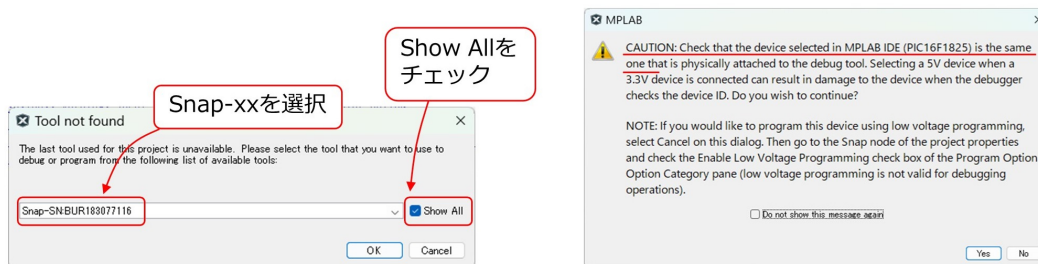 Show Allを
チェック
Snap-xxを選択
Tool not found
The last tool used for this project is unavailable. Please select the tool that you want to use to
debug or program from the following list of available tools:
Snap-SN:BUR183077116
Show All
OK
Cancel
MPLAB
CAUTION: Check that the device selected in MPLAB IDE (PIC16F1825) is the same
one that is physically attached to the debug tool. Selecting a 5V device when a
3.3V device is connected can result in damage to the device when the debugger
checks the device ID. Do you wish to continue?
NOTE: If you would like to program this device using low voltage programming,
select Cancel on this dialog. Then go to the Snap node of the project properties
and check the Enable Low Voltage Programming check box of the Program Option
Option Category pane (low voltage programming is not valid for debugging
operations).
Do not show this message again
Yes
No